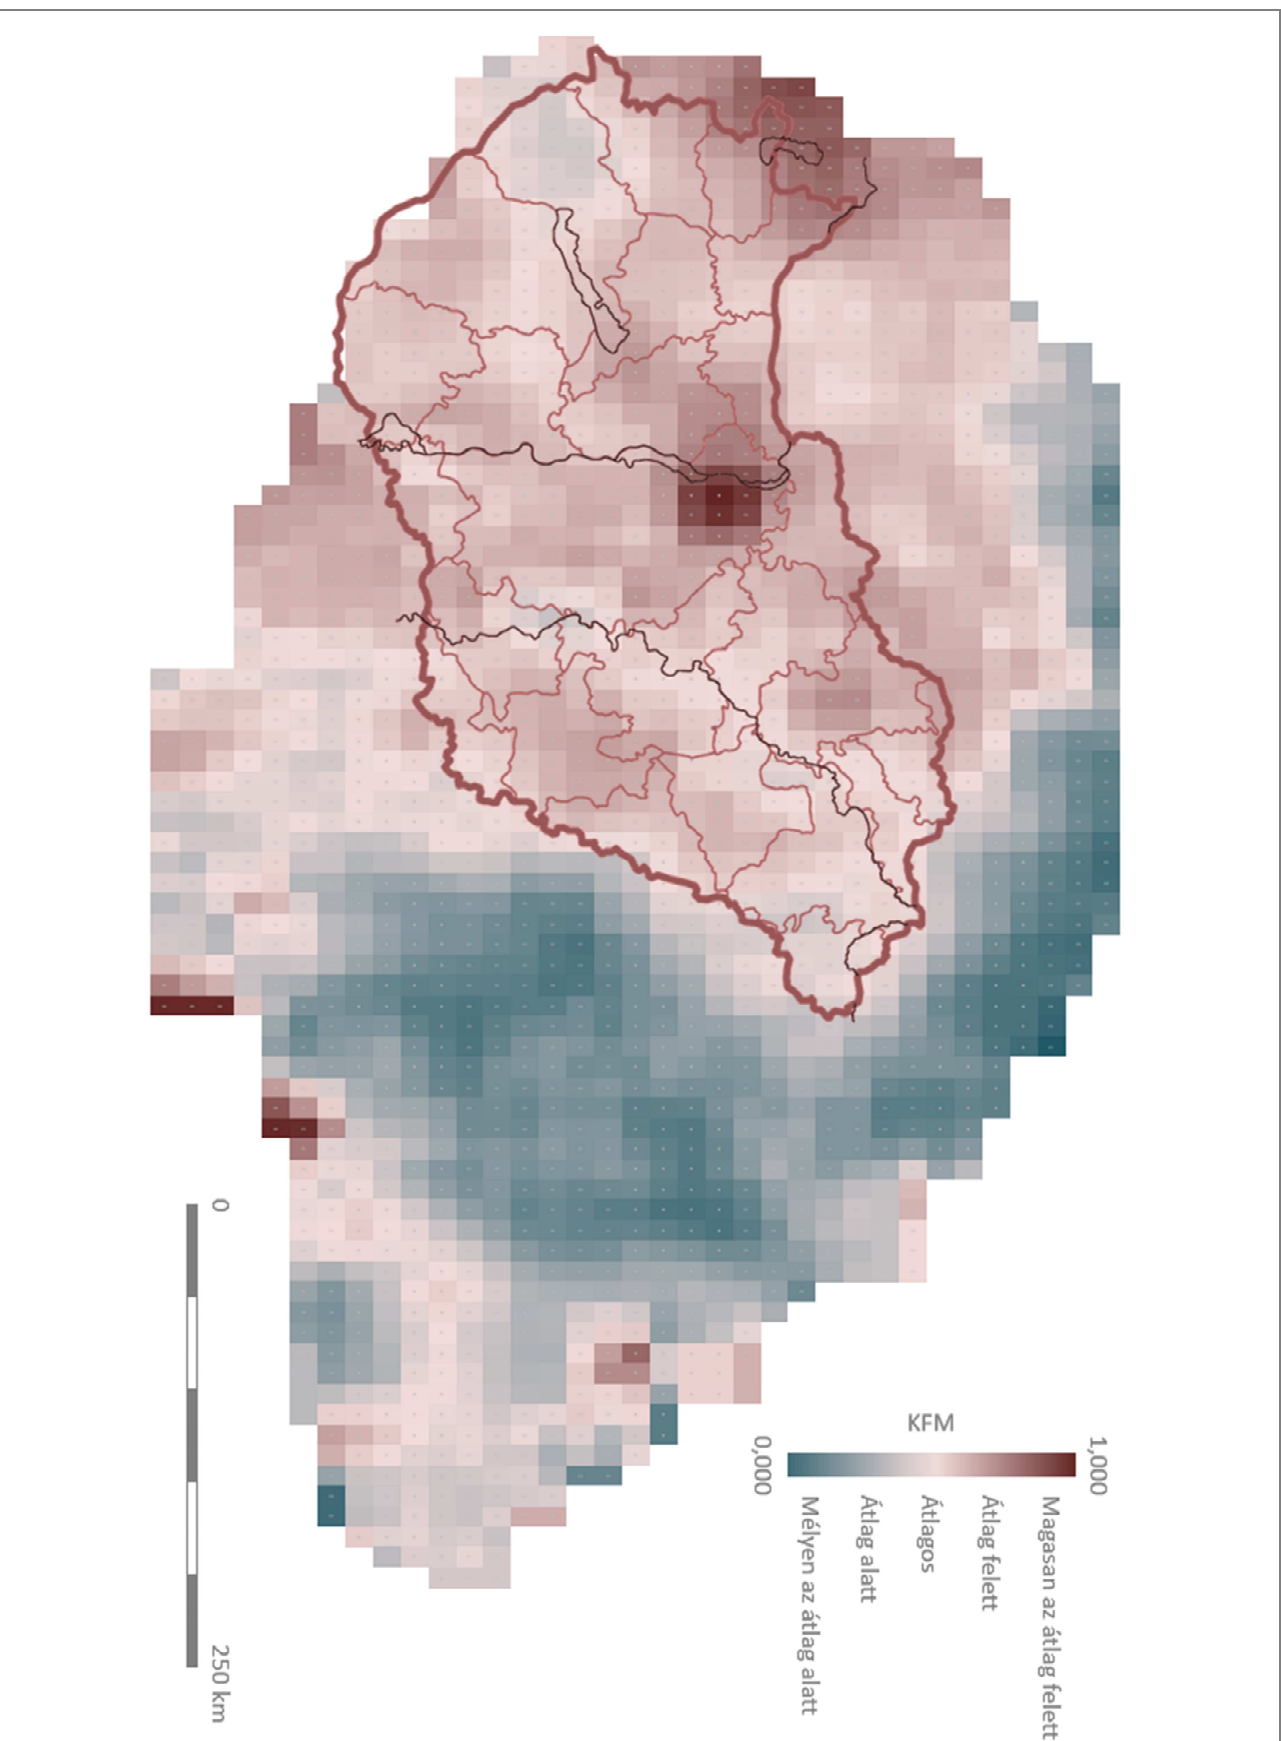 KFM
0,000
1,000
Mélyen az átlag alatt
Átlag alatt
Átlagos
Átlag felett
Magasan az átlag felett
0
250 km